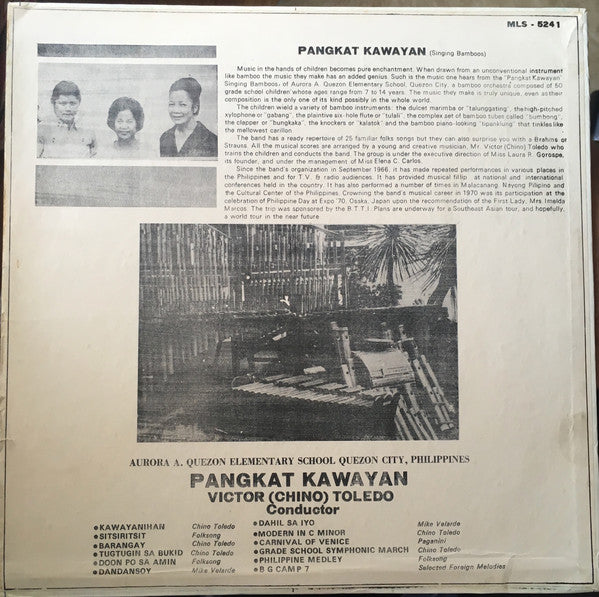 MLS - 5241
PANGKAT KAWAYAN (Singing Bamboos)
Music in the hands of children becomes pure enchantment. When drawn from an unconventional instrument
like bamboo the music they make has an added genius. Such is the music one hears from the "Pangkat Kawayan"
Singing Bamboos, of Aurora A. Quezon Elementary School, Quezon City, a bamboo orchestra composed of 50
grade school children whose ages range from 7 to 14 years. The music they make is truly unique, even as their
composition is the only one of its kind possibly in the whole world.
The children wield a variety of bamboo instruments: the dulcet marimba or "talunggating", the high-pitched
xylophone or "gabang", the plaintive six-hole flute or "tulali", the complex set of bamboo tubes called "bumbong",
the clapper or "bungkaka", the knockers or "kalatok" and the bamboo piano-looking "tipanklung" that tinkles like
the mellowest carillon.
The band has a ready repertoire of 25 familiar folks songs but they can also surprise you with a Brahms or
Strauss. All the musical scores are arranged by a young and creative musician, Mr. Victor (Chino) Toledo who
trains the children and conducts the band. The group is under the executive direction of Miss Laura R. Gorospe,
its founder, and under the management of Miss Elena C. Carlos.
Since the band's organization in September 1966, it has made repeated performances in various places in
the Philippines and for T.V. & radio audiences. It has provided musical fillip at national and international
conferences held in the country. It has also performed a number of times in Malacanang, Nayong Pilipino and
the Cultural Center of the Philippines. Crowning the band's musical career in 1970 was its participation at the
celebration of Philippine Day at Expo '70, Osaka, Japan upon the recommendation of the First Lady, Mrs. Imelda
Marcos. The trip was sponsored by the B.T.T.I. Plans are underway for a Southeast Asian tour, and hopefully,
a world tour in the near future.
AURORA A. QUEZON ELEMENTARY SCHOOL QUEZON CITY, PHILIPPINES
PANGKAT KAWAYAN
VICTOR (CHINO) TOLEDO
Conductor
• KAWAYANIHAN Chino Toledo
• SITSIRITSIT Folksong
• BARANGAY Chino Toledo
• TUGTUGIN SA BUKID Chino Toledo
• DOON PO SA AMIN Folksong
• DANDANSOY Mike Velarde
• DAHIL SA IYO Mike Velarde
• MODERN IN C MINOR Chino Toledo
• CARNIVAL OF VENICE Paganini
• GRADE SCHOOL SYMPHONIC MARCH Chino Toledo
• PHILIPPINE MEDLEY Folksong
• B G CAMP 7 Selected Foreign Melodies